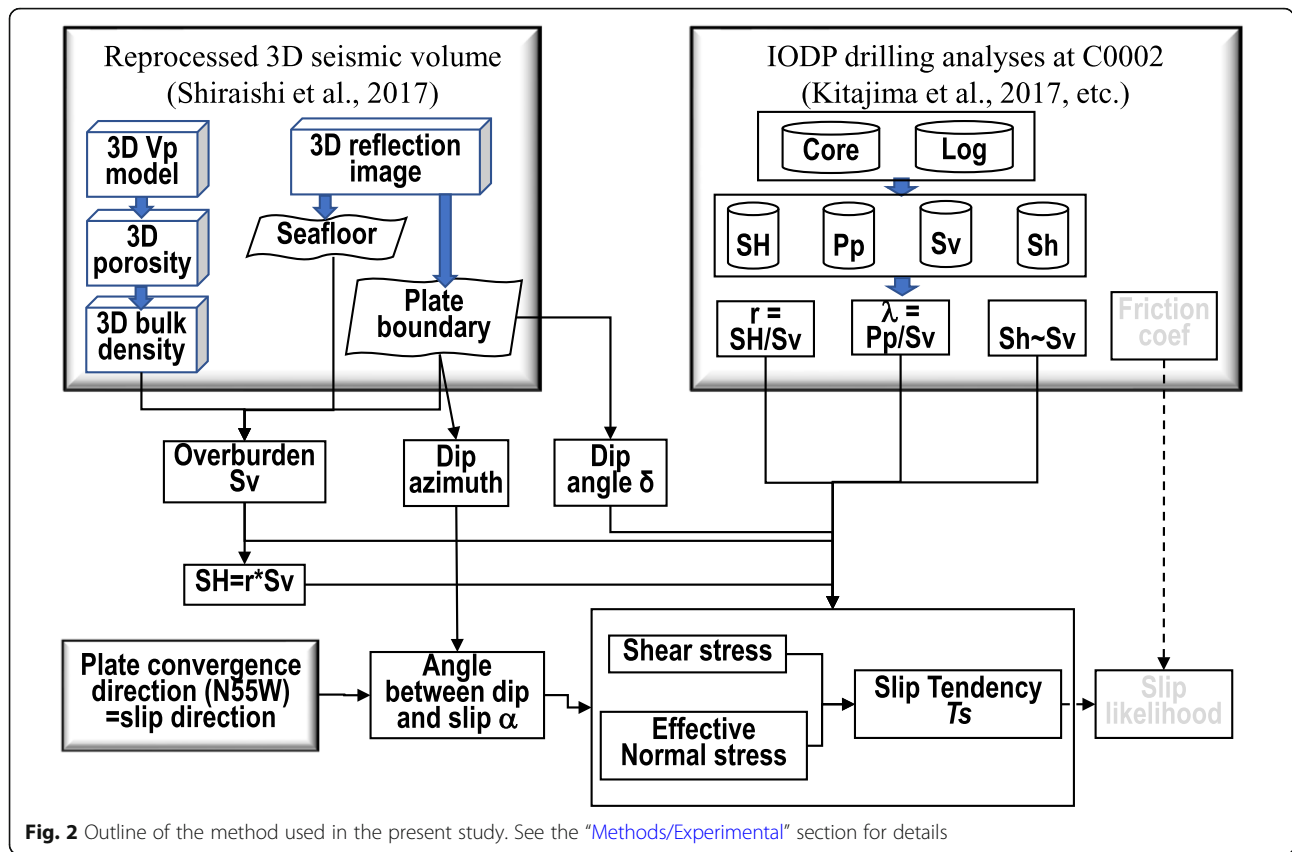 Reprocessed 3D seismic volume
(Shiraishi et al., 2017)
3D Vp
model
3D
porosity
3D bulk
density
3D reflection
image
Seafloor
Plate
boundary
IODP drilling analyses at C0002
(Kitajima et al., 2017, etc.)
Core
Log
SH
Pp
Sv
Sh
r =
SH/Sv
λ =
Pp/Sv
Sh~Sv
Friction
coef
Overburden
Sv
Dip
azimuth
Dip
angle δ
SH=r*Sv
Plate convergence
direction (N55W)
=slip direction
Angle
between dip
and slip α
Shear stress
Effective
Normal stress
Slip Tendency
Ts
Slip
likelihood
Fig. 2 Outline of the method used in the present study. See the “Methods/Experimental” section for details